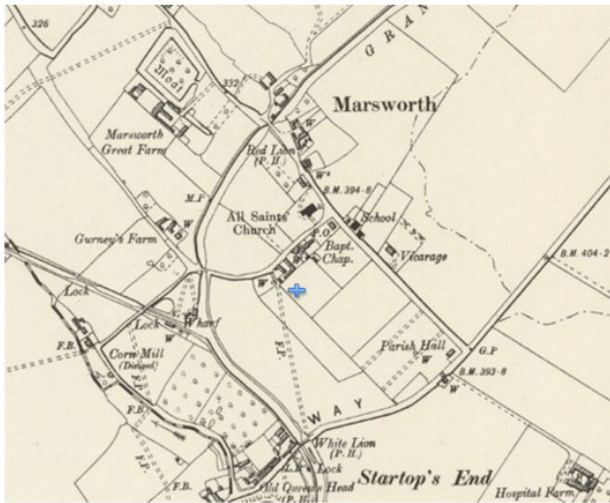 326
GRAN
MOAT
332
Marsworth
Marsworth
Great Farm
Red Lion
(P.H.)
W
W
M.P.
B.M. 394·8
All Saints'
Church
School
P.O.
W
Gurney's Farm
Bapt.
Chap.
Vicarage
B.M. 404·2
W
Lock
Lock
Wharf
W
F.B.
Corn Mill
(Disused)
F.P.
Parish Hall
W
G.P.
B.M. 393·8
W
F.P.
F.B.
WAY
White Lion
(P.H.)
F.P.
Lock
Startop's End
F.B.
Old Queen's Head
(P.H.)
Hospital Farm